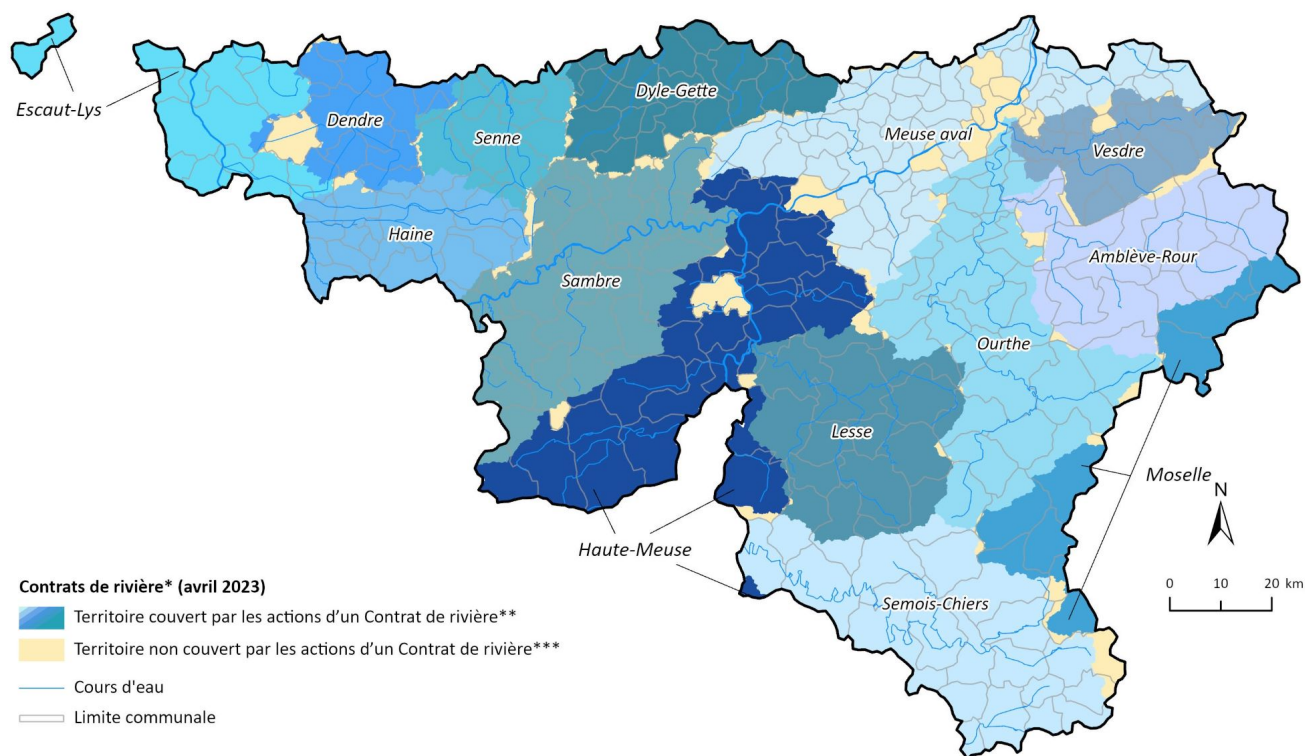 Escaut-Lys
Dendre
Senne
Dyle-Gette
Meuse aval
Vesdre
Haine
Sambre
Amblève-Rour
Ourthe
Lesse
Moselle
N
Haute-Meuse
Semois-Chiers
0 10 20 km
Contrats de rivière* (avril 2023)
Territoire couvert par les actions d'un Contrat de rivière**
Territoire non couvert par les actions d'un Contrat de rivière***
Cours d'eau
Limite communale